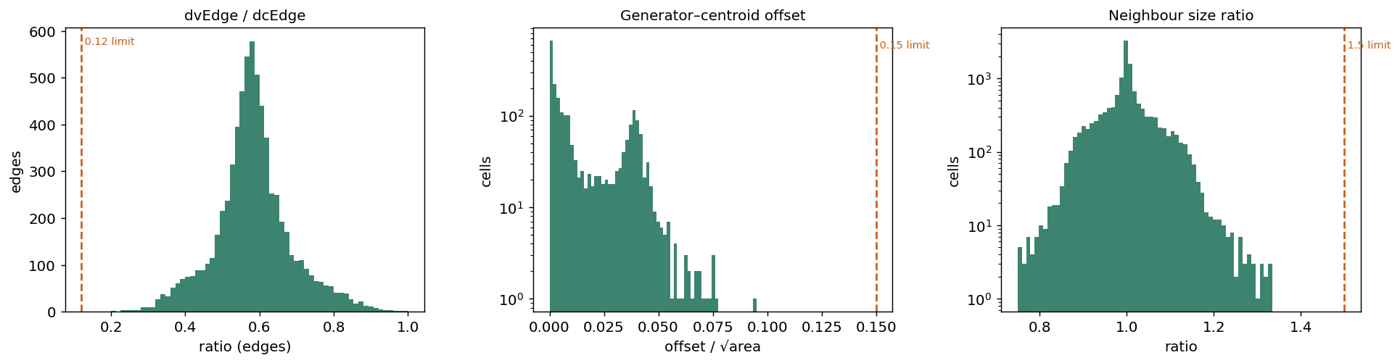 dvEdge / dcEdge
0.12 limit
600
500
400
300
200
100
0
edges
0.2 0.4 0.6 0.8 1.0
ratio (edges)
Generator–centroid offset
0.15 limit
10²
10¹
10⁰
cells
0.000 0.025 0.050 0.075 0.100 0.125 0.150
offset / √area
Neighbour size ratio
1.5 limit
10³
10²
10¹
10⁰
cells
0.8 1.0 1.2 1.4
ratio